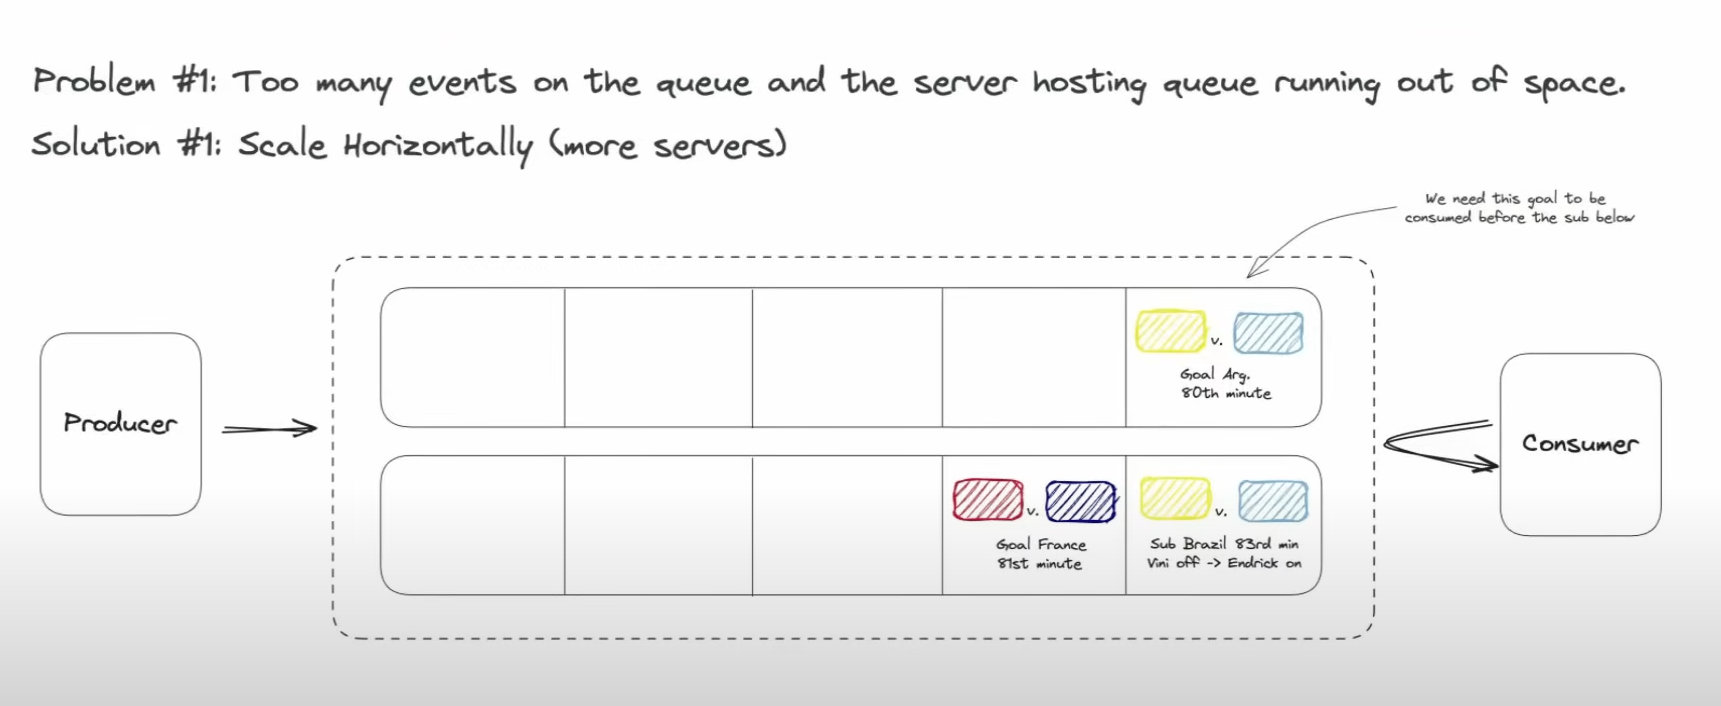 Problem #1: Too many events on the queue and the server hosting queue running out of space.
Solution #1: Scale Horizontally (more servers)
We need this goal to be
consumed before the sub below
Producer
v.
Goal Arg.
80th minute
v.
Goal France
81st minute
v.
Sub Brazil 83rd min
Vini off -> Endrick on
Consumer